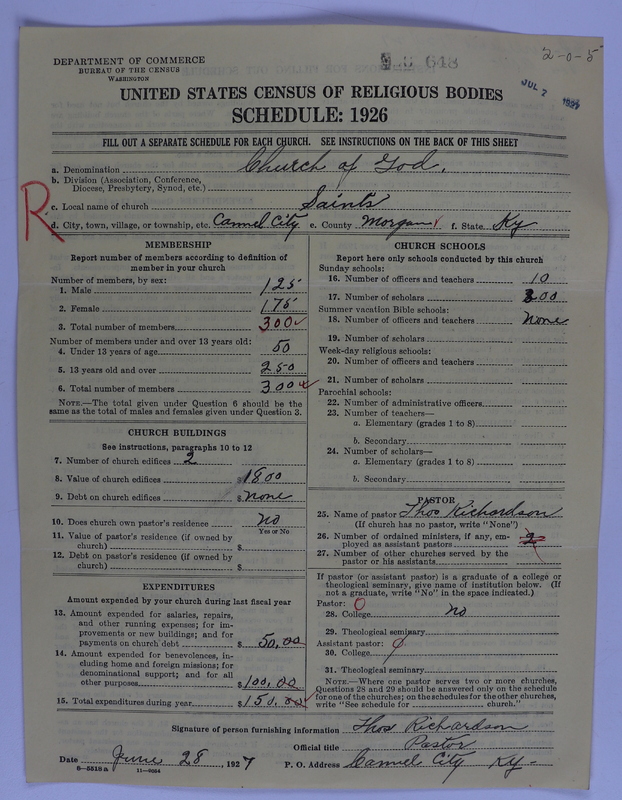 DEPARTMENT OF COMMERCE
BUREAU OF THE CENSUS
WASHINGTON
648
2-0-5
JUL 7 1927
UNITED STATES CENSUS OF RELIGIOUS BODIES
SCHEDULE: 1926
FILL OUT A SEPARATE SCHEDULE FOR EACH CHURCH. SEE INSTRUCTIONS ON THE BACK OF THIS SHEET
R
a. Denomination Church of God.
b. Division (Association, Conference,
Diocese, Presbytery, Synod, etc.)
c. Local name of church Saints
d. City, town, village, or township, etc. Cannel City e. County Morgan f. State Ky
MEMBERSHIP
Report number of members according to definition of
member in your church
Number of members, by sex:
1. Male 125
2. Female 175
3. Total number of members 300
Number of members under and over 13 years old:
4. Under 13 years of age 50
5. 13 years old and over 250
6. Total number of members 300
NOTE.—The total given under Question 6 should be the
same as the total of males and females given under Question 3.
CHURCH BUILDINGS
See instructions, paragraphs 10 to 12
7. Number of church edifices 2
8. Value of church edifices $1800
9. Debt on church edifices $none
10. Does church own pastor's residence No
Yes or No
11. Value of pastor's residence (if owned by
church) $
12. Debt on pastor's residence (if owned by
church) $
EXPENDITURES
Amount expended by your church during last fiscal year
13. Amount expended for salaries, repairs,
and other running expenses; for im-
provements or new buildings; and for
payments on church debt $50.00
14. Amount expended for benevolences, in-
cluding home and foreign missions; for
denominational support; and for all
other purposes $100.00
15. Total expenditures during year $150.00
CHURCH SCHOOLS
Report here only schools conducted by this church
Sunday schools:
16. Number of officers and teachers 10
17. Number of scholars 200
Summer vacation Bible schools:
18. Number of officers and teachers None
19. Number of scholars
Week-day religious schools:
20. Number of officers and teachers
21. Number of scholars
Parochial schools:
22. Number of administrative officers
23. Number of teachers—
a. Elementary (grades 1 to 8)
b. Secondary
24. Number of scholars—
a. Elementary (grades 1 to 8)
b. Secondary
PASTOR
25. Name of pastor Thos Richardson
(If church has no pastor, write "None")
26. Number of ordained ministers, if any, em-
ployed as assistant pastors 2
27. Number of other churches served by the
pastor or his assistants
If pastor (or assistant pastor) is a graduate of a college or
theological seminary, give name of institution below. (If
not a graduate, write "No" in the space indicated.)
Pastor: 0
28. College No
29. Theological seminary
Assistant pastor: 0
30. College
31. Theological seminary
NOTE.—Where one pastor serves two or more churches,
Questions 28 and 29 should be answered only on the schedule
for one of the churches; on the schedules for the other churches,
write "See schedule for church."
Signature of person furnishing information Thos Richardson
Official title Pastor
Date June 28, 1927 P. O. Address Cannel City Ky-
6—5518a 11—9094